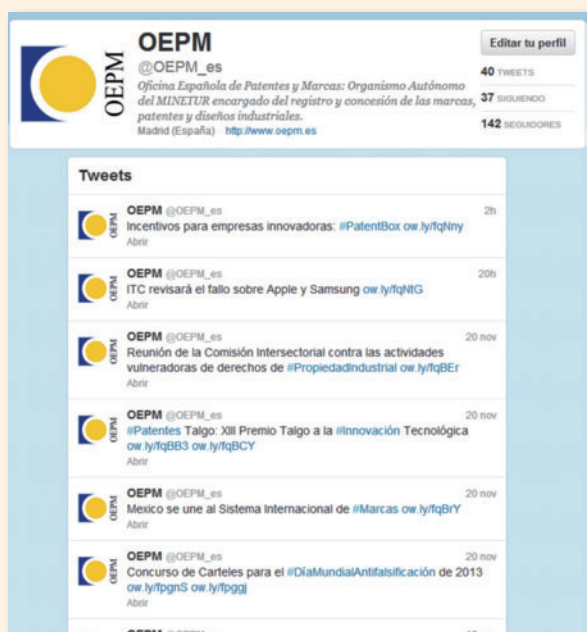 OEPM
OEPM
@OEPM_es
Oficina Española de Patentes y Marcas: Organismo Autónomo
del MINETUR encargado del registro y concesión de las marcas,
patentes y diseños industriales.
Madrid (España) · http://www.oepm.es
Editar tu perfil
40 TWEETS
37 SIGUIENDO
142 SEGUIDORES
Tweets
OEPM
OEPM @OEPM_es 2h
Incentivos para empresas innovadoras: #PatentBox ow.ly/fqNny
Abrir
OEPM
OEPM @OEPM_es 20h
ITC revisará el fallo sobre Apple y Samsung ow.ly/fqNtG
Abrir
OEPM
OEPM @OEPM_es 20 nov
Reunión de la Comisión Intersectorial contra las actividades
vulneradoras de derechos de #PropiedadIndustrial ow.ly/fqBEr
Abrir
OEPM
OEPM @OEPM_es 20 nov
#Patentes Talgo: XIII Premio Talgo a la #Innovación Tecnológica
ow.ly/fqBB3 ow.ly/fqBCY
Abrir
OEPM
OEPM @OEPM_es 20 nov
Mexico se une al Sistema Internacional de #Marcas ow.ly/fqBrY
Abrir
OEPM
OEPM @OEPM_es 20 nov
Concurso de Carteles para el #DíaMundialAntifalsificación de 2013
ow.ly/fpgnS ow.ly/fpggj
Abrir